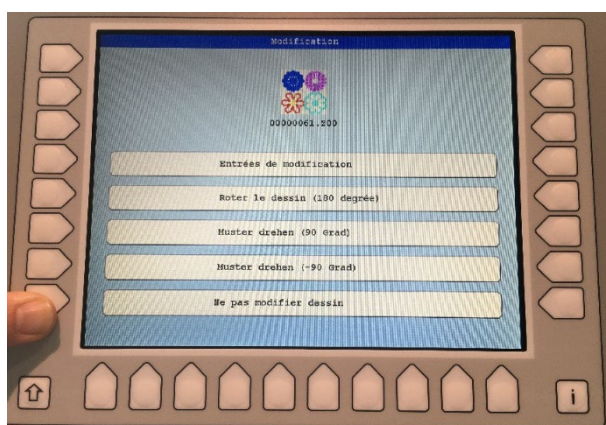 Modification
00000061.200
Entrées de modification
Roter le dessin (180 degrée)
Muster drehen (90 Grad)
Muster drehen (-90 Grad)
Ne pas modifier dessin
i